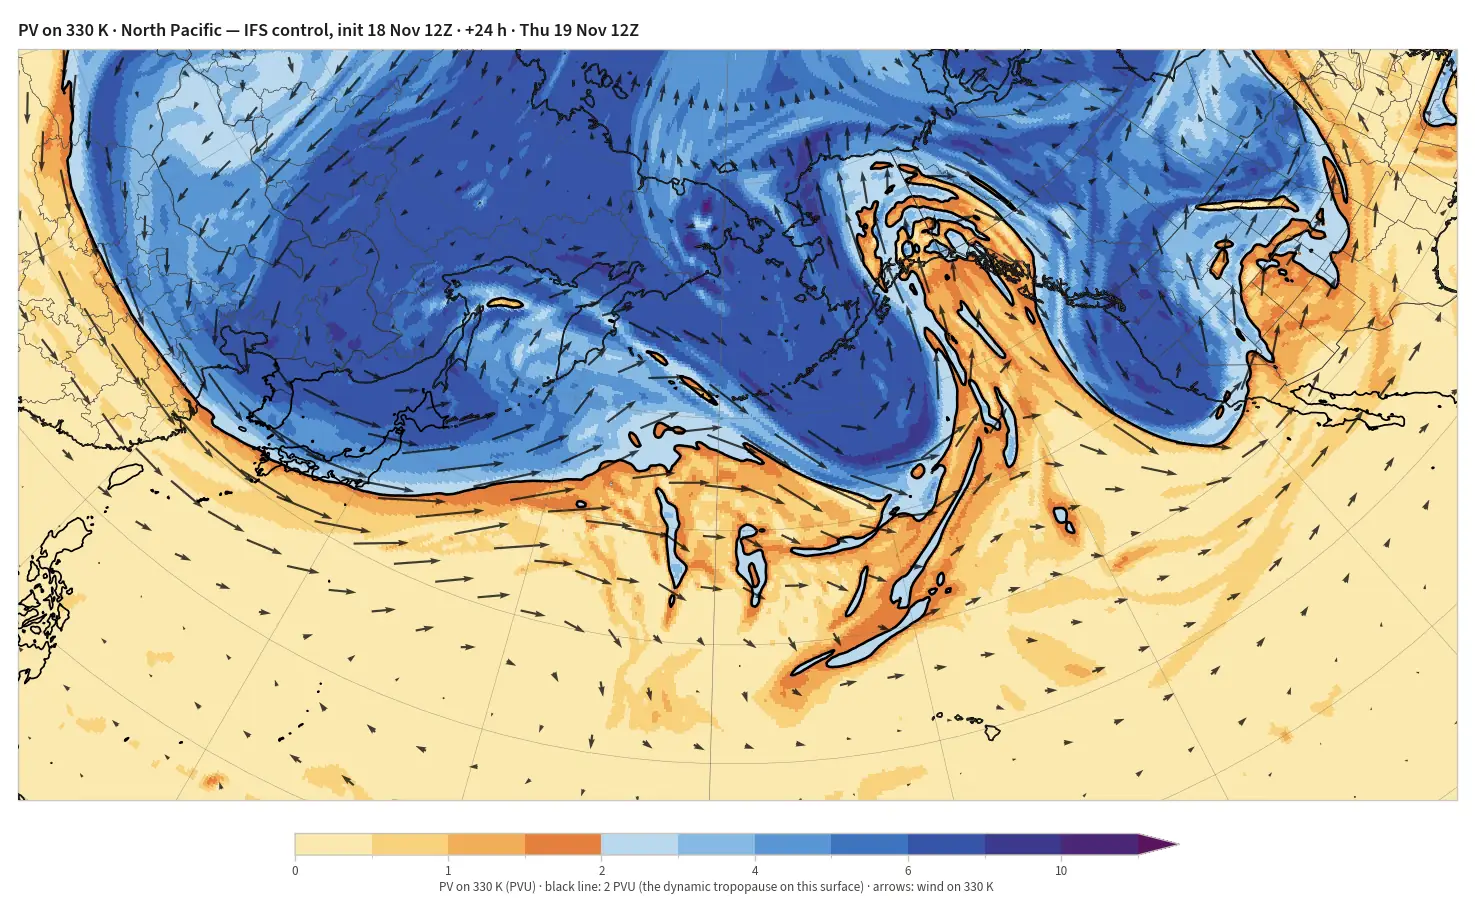 PV on 330 K · North Pacific — IFS control, init 18 Nov 12Z · +24 h · Thu 19 Nov 12Z
0 1 2 4 6 10
PV on 330 K (PVU) · black line: 2 PVU (the dynamic tropopause on this surface) · arrows: wind on 330 K